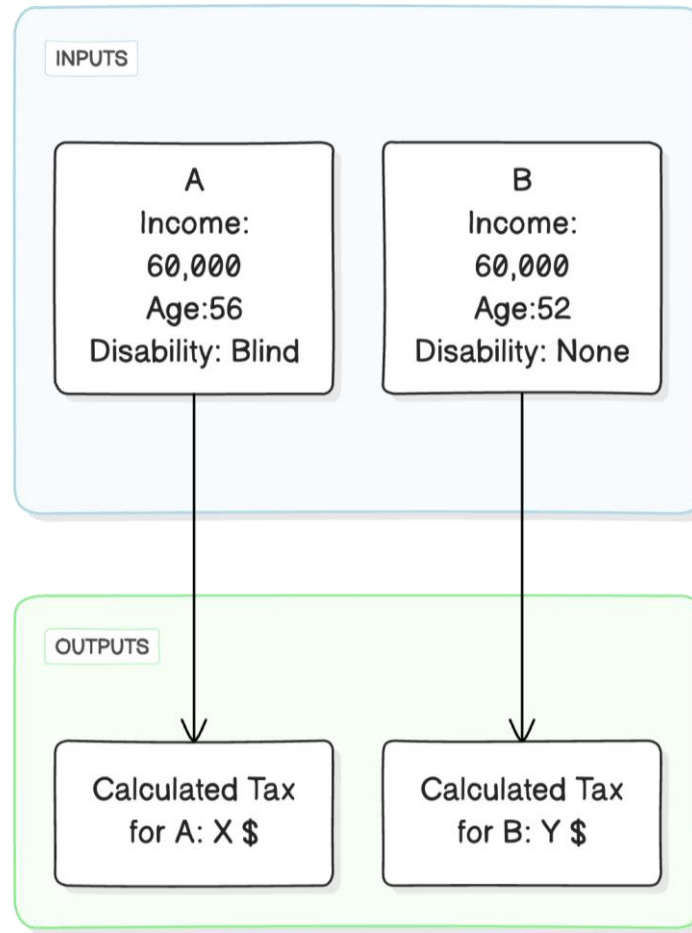 INPUTS
A
Income:
60,000
Age:56
Disability: Blind
B
Income:
60,000
Age:52
Disability: None
OUTPUTS
Calculated Tax
for A: X $
Calculated Tax
for B: Y $